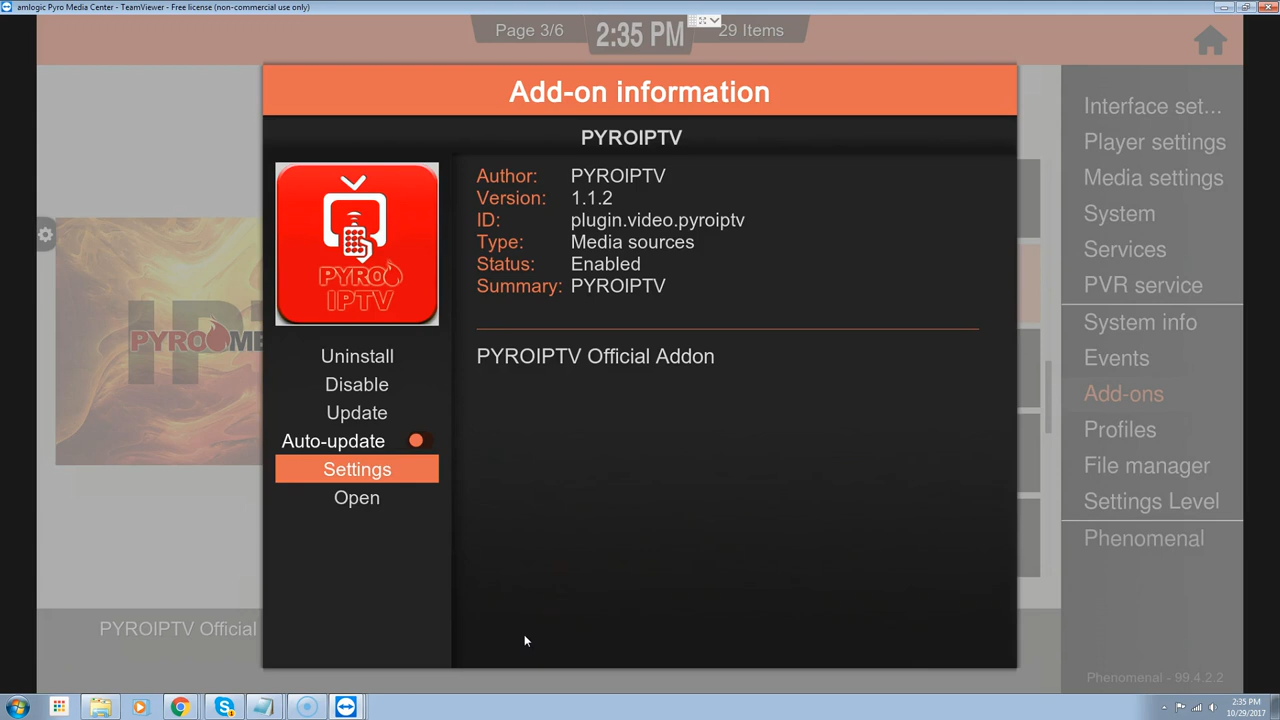 amlogic Pyro Media Center - TeamViewer - Free license (non-commercial use only)
Page 3/6
2:35 PM
29 Items
Add-on information
PYROIPTV
PYRO
IPTV
Author: PYROIPTV
Version: 1.1.2
ID: plugin.video.pyroiptv
Type: Media sources
Status: Enabled
Summary: PYROIPTV
PYROIPTV Official Addon
Uninstall
Disable
Update
Auto-update
Settings
Open
Interface set...
Player settings
Media settings
System
Services
PVR service
System info
Events
Add-ons
Profiles
File manager
Settings Level
Phenomenal
PYROIPTV Official
Phenomenal - 99.4.2.2
2:35 PM
10/29/2017